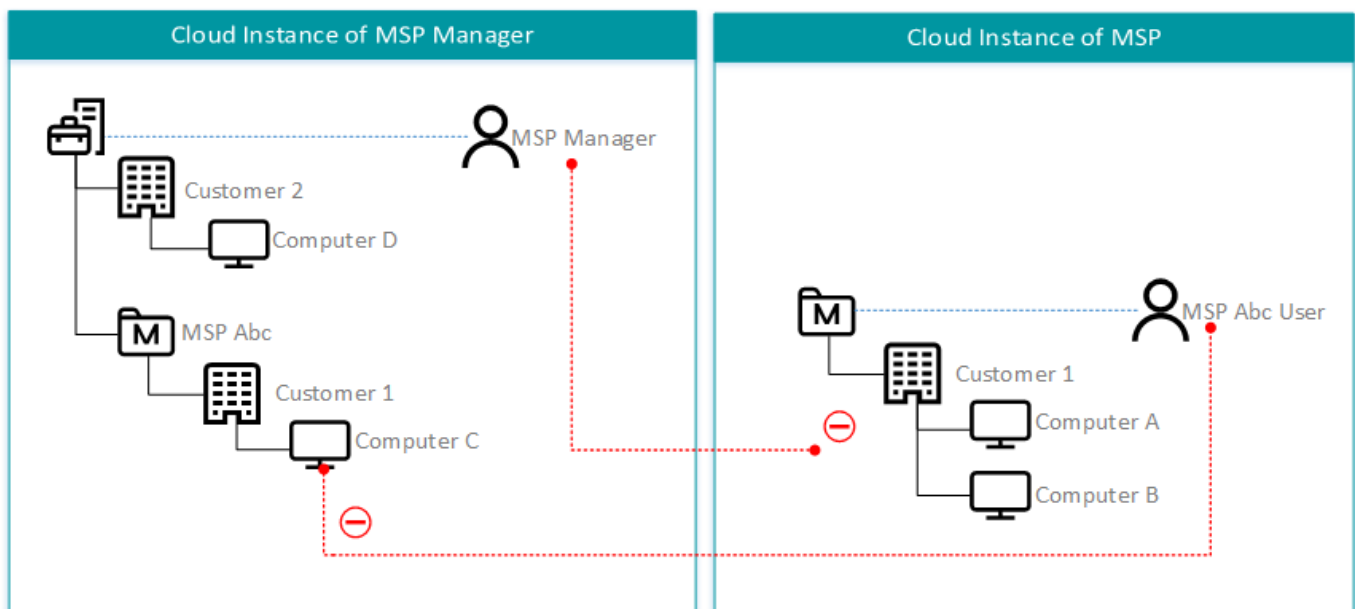 Cloud Instance of MSP Manager
MSP Manager
Customer 2
Computer D
M
MSP Abc
Customer 1
Computer C
Cloud Instance of MSP
M
MSP Abc User
Customer 1
Computer A
Computer B